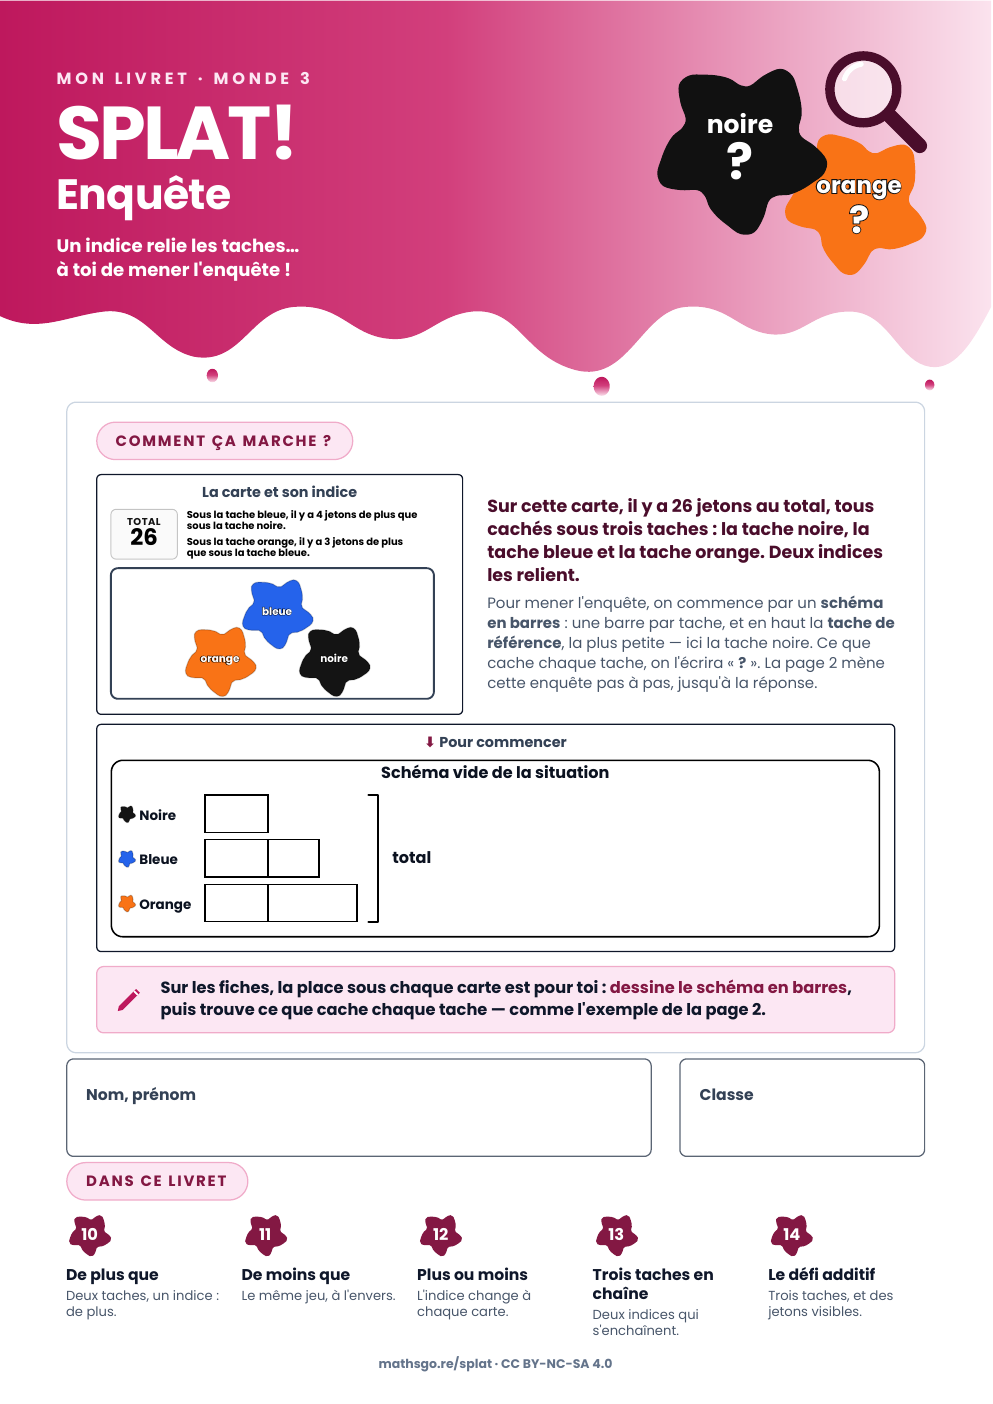 MON LIVRET · MONDE 3
SPLAT!
Enquête
Un indice relie les taches...
à toi de mener l'enquête !
noire
?
orange
?
COMMENT ÇA MARCHE ?
La carte et son indice
TOTAL
26
Sous la tache bleue, il y a 4 jetons de plus que
sous la tache noire.
Sous la tache orange, il y a 3 jetons de plus
que sous la tache bleue.
bleue
orange
noire
Sur cette carte, il y a 26 jetons au total, tous
cachés sous trois taches : la tache noire, la
tache bleue et la tache orange. Deux indices
les relient.
Pour mener l'enquête, on commence par un schéma
en barres : une barre par tache, et en haut la tache de
référence, la plus petite — ici la tache noire. Ce que
cache chaque tache, on l'écrira « ? ». La page 2 mène
cette enquête pas à pas, jusqu'à la réponse.
⬇ Pour commencer
Schéma vide de la situation
Noire
Bleue
Orange
total
Sur les fiches, la place sous chaque carte est pour toi : dessine le schéma en barres,
puis trouve ce que cache chaque tache — comme l'exemple de la page 2.
Nom, prénom
Classe
DANS CE LIVRET
10
De plus que
Deux taches, un indice :
de plus.
11
De moins que
Le même jeu, à l'envers.
12
Plus ou moins
L'indice change à
chaque carte.
13
Trois taches en
chaîne
Deux indices qui
s'enchaînent.
14
Le défi additif
Trois taches, et des
jetons visibles.
mathsgo.re/splat · CC BY-NC-SA 4.0